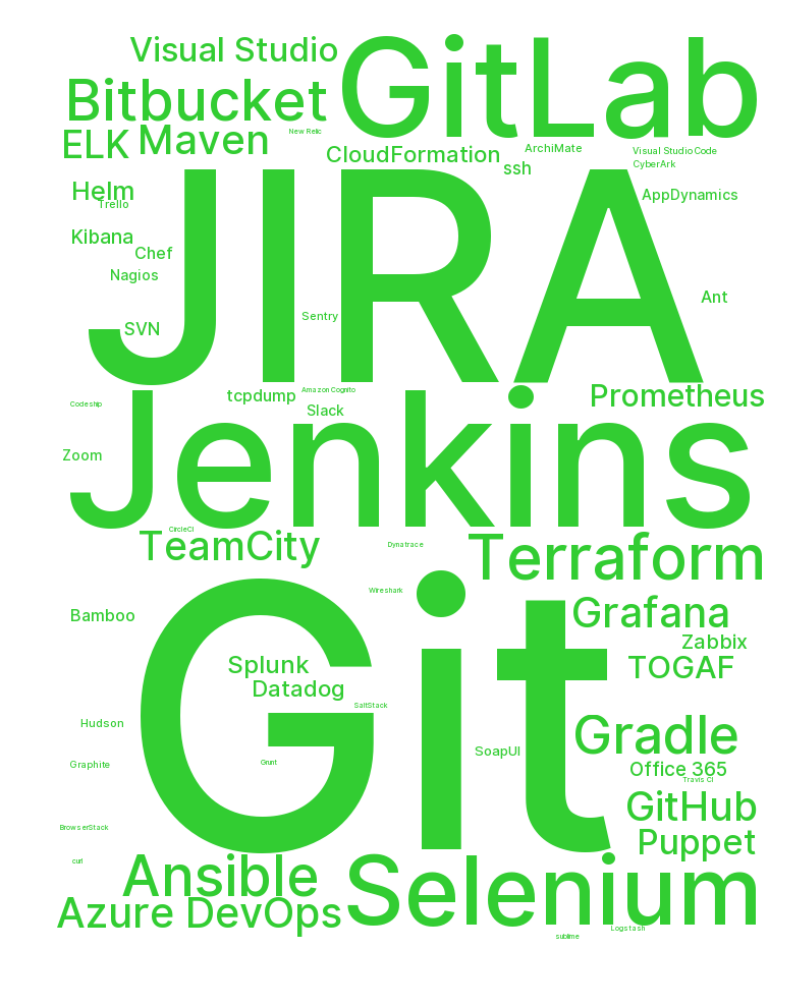 Visual Studio
GitLab
Bitbucket
New Relic
ELK
Maven
CloudFormation
ArchiMate
Visual Studio Code
CyberArk
ssh
JIRA
Helm
Trello
AppDynamics
Kibana
Chef
Nagios
Ant
Sentry
SVN
Amazon Cognito
tcpdump
Prometheus
Codeship
Slack
Jenkins
Zoom
CircleCI
TeamCity
Dynatrace
Terraform
Wireshark
Git
Bamboo
Grafana
Zabbix
Splunk
TOGAF
Datadog
SaltStack
Hudson
Gradle
SoapUI
Graphite
Grunt
Office 365
Travis CI
GitHub
BrowserStack
Puppet
curl
Ansible
Selenium
Azure DevOps
Logstash
sublime